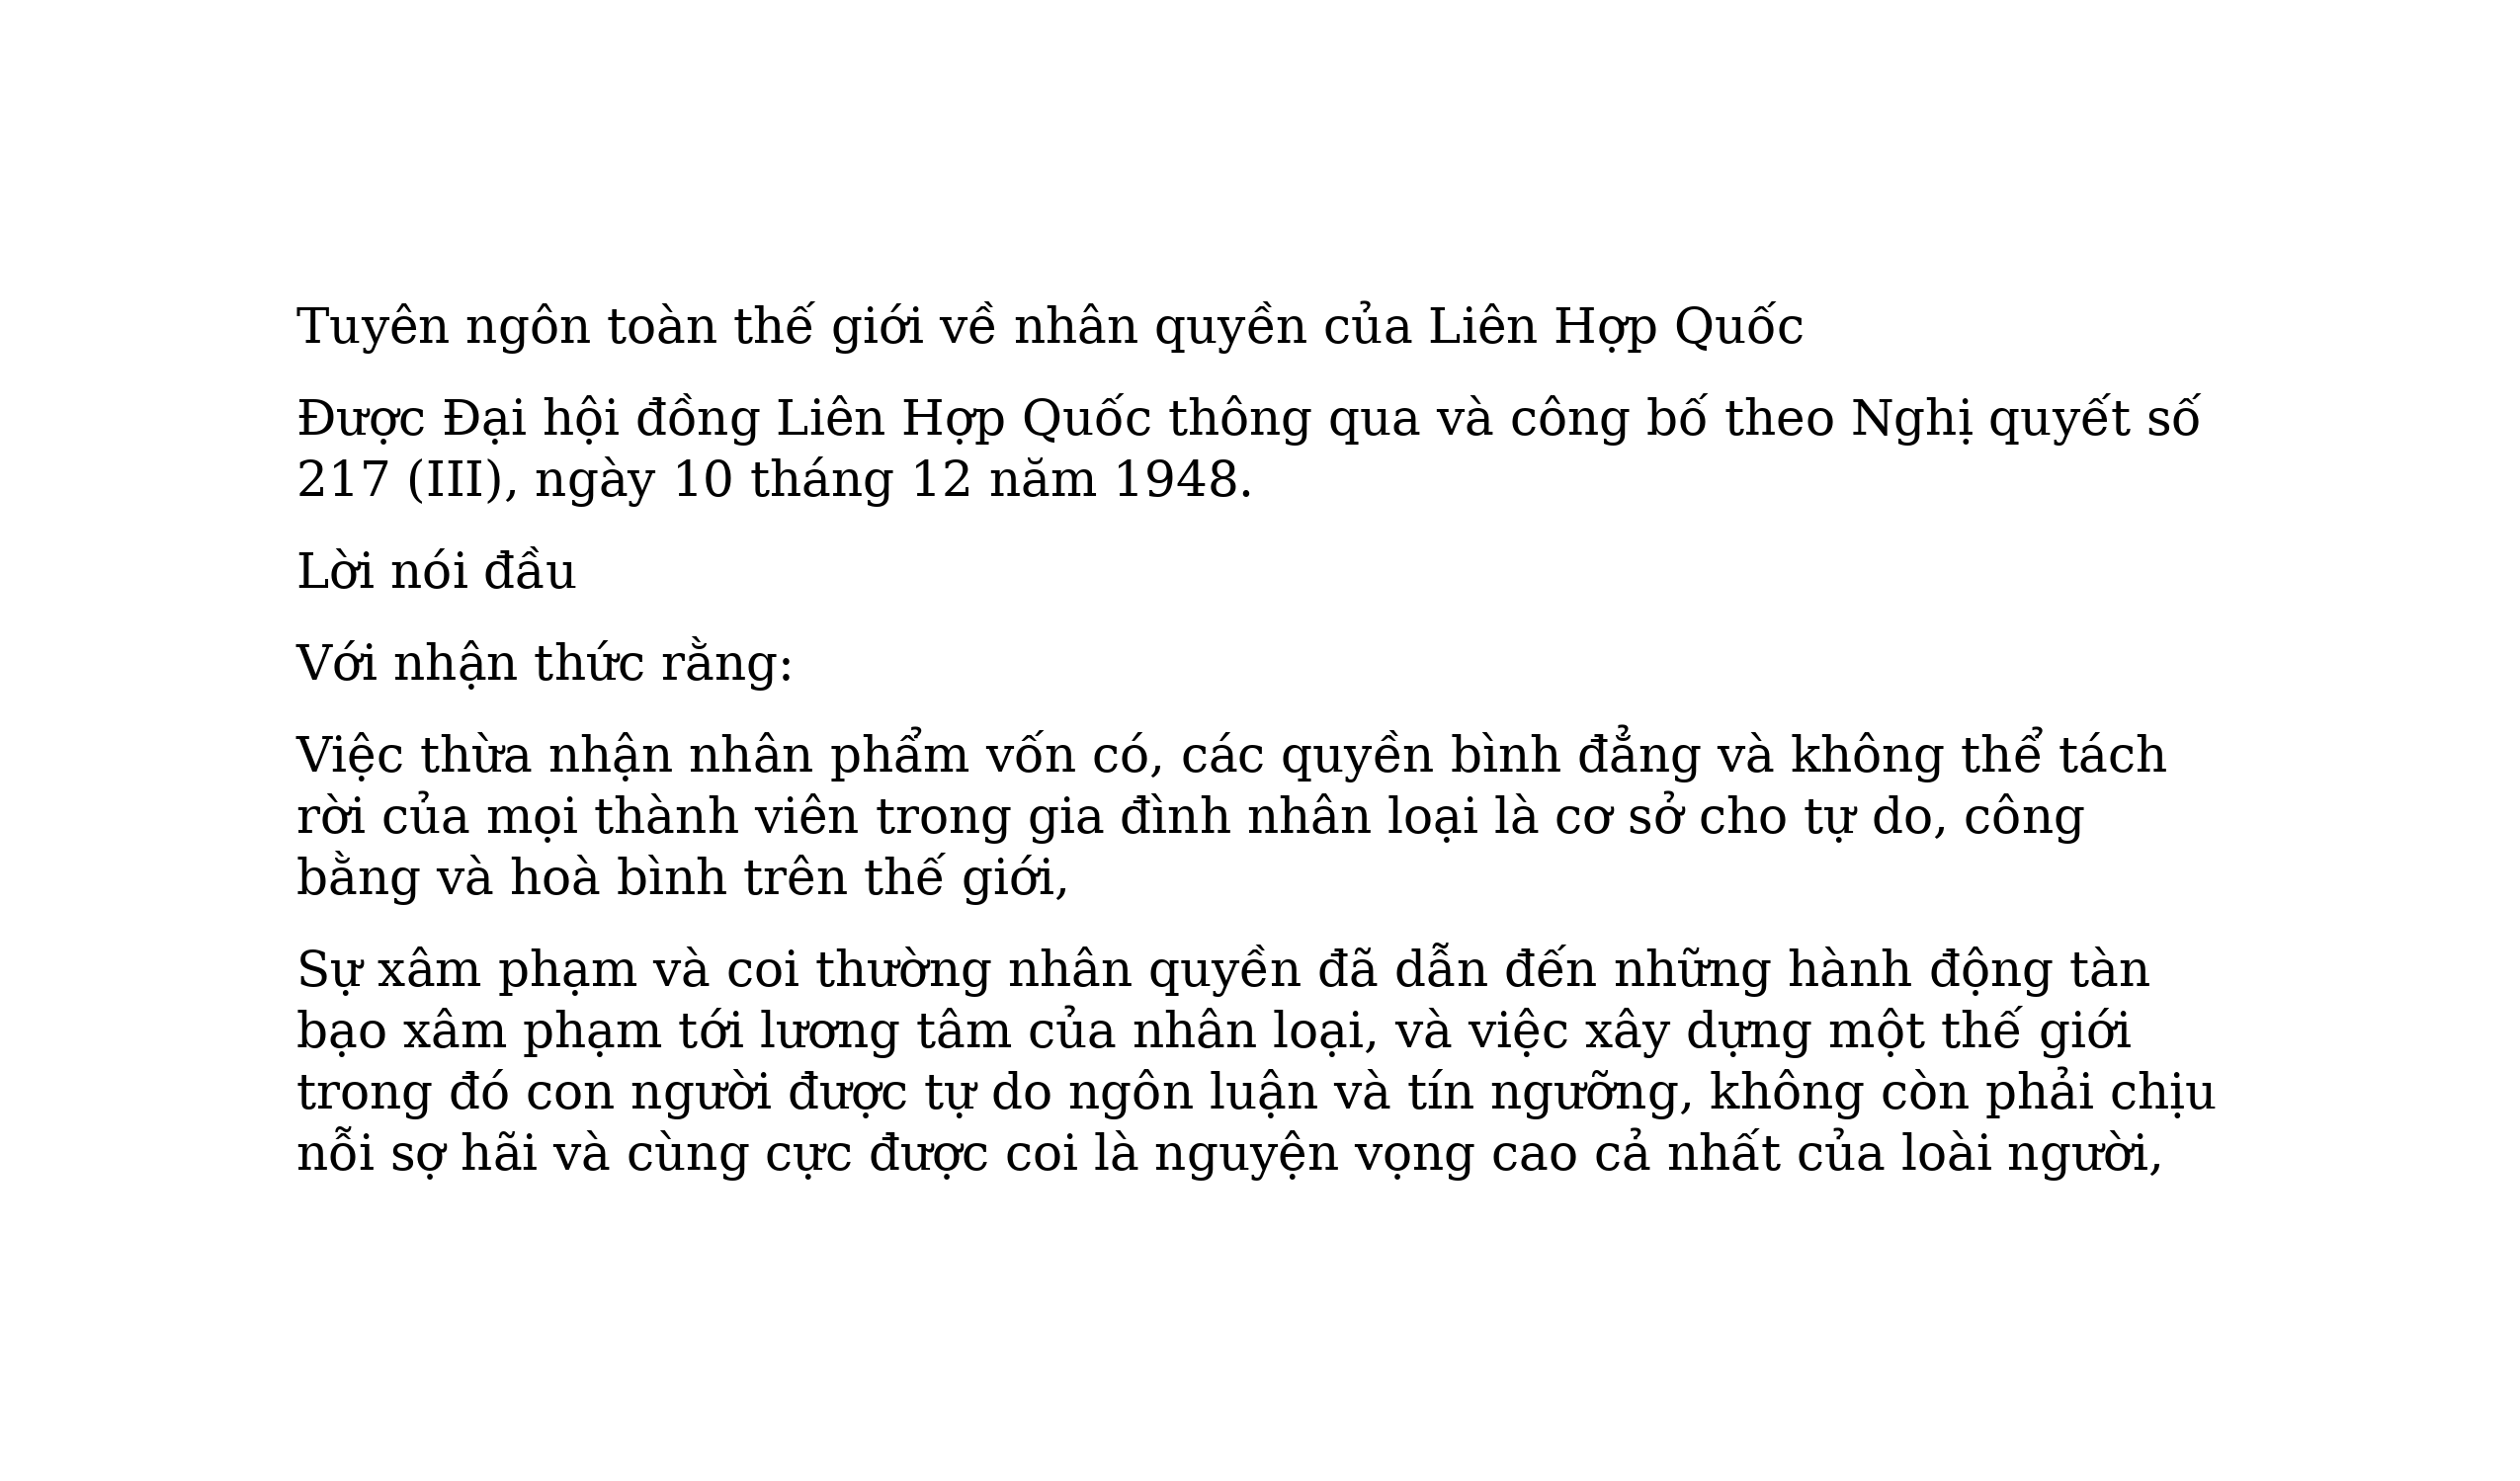 Tuyên ngôn toàn thế giới về nhân quyền của Liên Hợp Quốc
Được Đại hội đồng Liên Hợp Quốc thông qua và công bố theo Nghị quyết số
217 (III), ngày 10 tháng 12 năm 1948.
Lời nói đầu
Với nhận thức rằng:
Việc thừa nhận nhân phẩm vốn có, các quyền bình đẳng và không thể tách
rời của mọi thành viên trong gia đình nhân loại là cơ sở cho tự do, công
bằng và hoà bình trên thế giới,
Sự xâm phạm và coi thường nhân quyền đã dẫn đến những hành động tàn
bạo xâm phạm tới lương tâm của nhân loại, và việc xây dựng một thế giới
trong đó con người được tự do ngôn luận và tín ngưỡng, không còn phải chịu
nỗi sợ hãi và cùng cực được coi là nguyện vọng cao cả nhất của loài người,